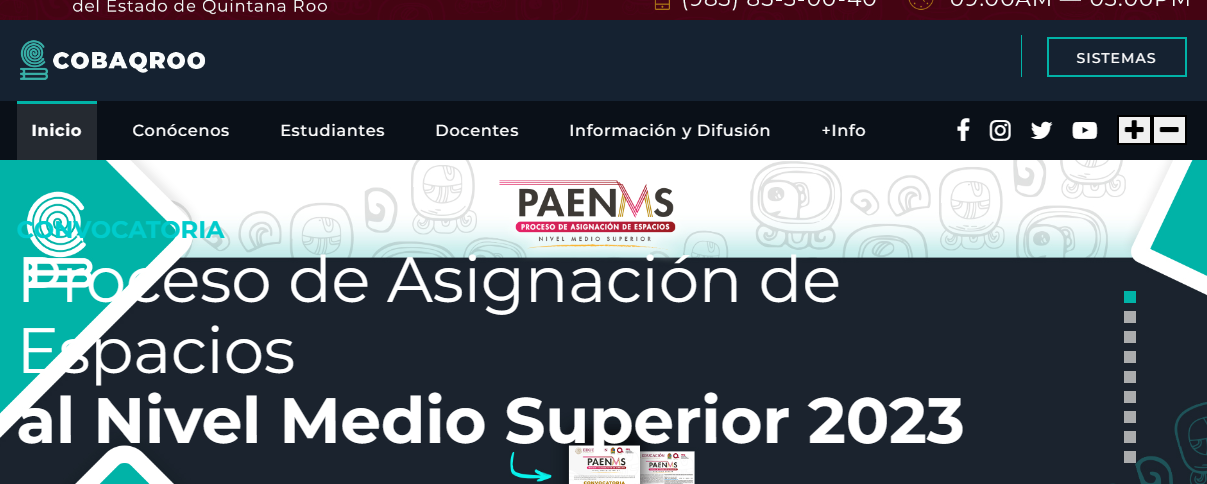 del Estado de Quintana Roo
(983) 83-5-00-40
09:00AM — 05:00PM
COBAQROO
SISTEMAS
Inicio
Conócenos
Estudiantes
Docentes
Información y Difusión
+Info
PAENMS
PROCESO DE ASIGNACIÓN DE ESPACIOS
NIVEL MEDIO SUPERIOR
CONVOCATORIA
Proceso de Asignación de
Espacios
al Nivel Medio Superior 2023
PAENMS
PAENMS
CONVOCATORIA